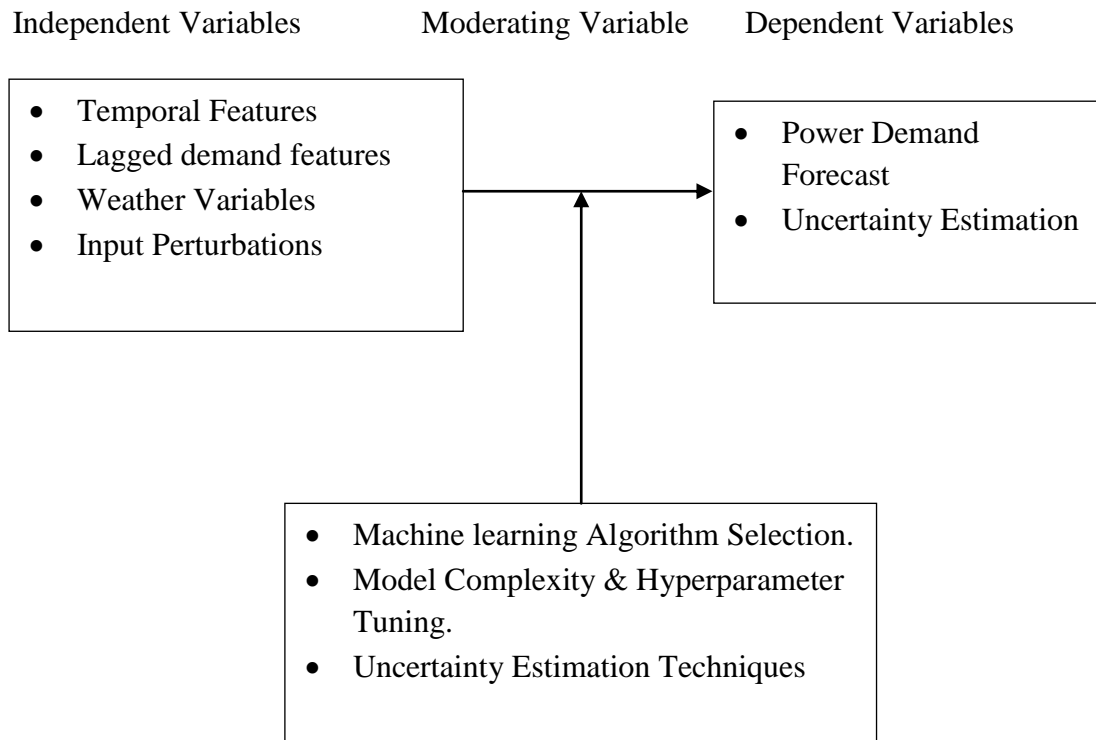 Independent Variables Moderating Variable Dependent Variables
• Temporal Features
• Lagged demand features
• Weather Variables
• Input Perturbations
• Power Demand
Forecast
• Uncertainty Estimation
• Machine learning Algorithm Selection.
• Model Complexity & Hyperparameter
Tuning.
• Uncertainty Estimation Techniques